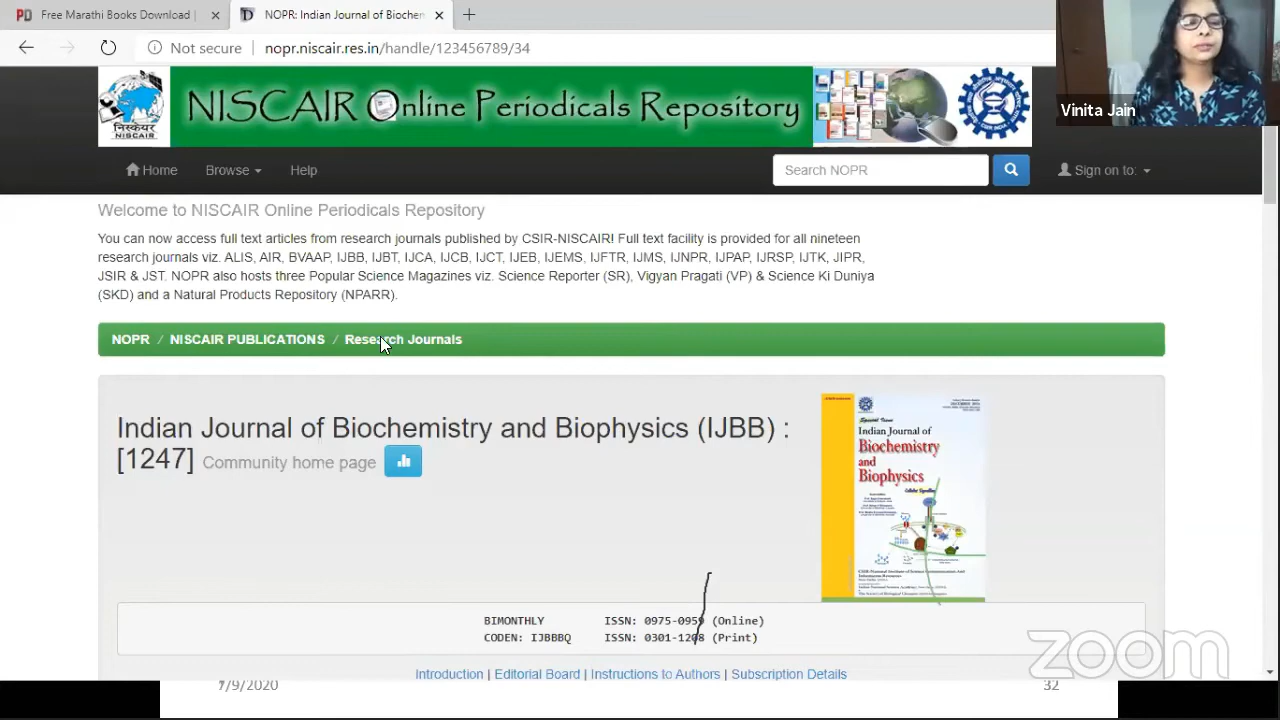 Free Marathi Books Download |
NOPR: Indian Journal of Biochem
Not secure
nopr.niscair.res.in/handle/123456789/34
Vinita Jain
निस्केयर
NISCAIR
NISCAIR Online Periodicals Repository
Home
Browse
Help
Search NOPR
Sign on to:
Welcome to NISCAIR Online Periodicals Repository
You can now access full text articles from research journals published by CSIR-NISCAIR! Full text facility is provided for all nineteen
research journals viz. ALIS, AIR, BVAAP, IJBB, IJBT, IJCA, IJCB, IJCT, IJEB, IJEMS, IJFTR, IJMS, IJNPR, IJPAP, IJRSP, IJTK, JIPR,
JSIR & JST. NOPR also hosts three Popular Science Magazines viz. Science Reporter (SR), Vigyan Pragati (VP) & Science Ki Duniya
(SKD) and a Natural Products Repository (NPARR).
NOPR / NISCAIR PUBLICATIONS / Research Journals
Indian Journal of Biochemistry and Biophysics (IJBB) :
[1247] Community home page
Special Issue
Indian Journal of
Biochemistry
and
Biophysics
BIMONTHLY ISSN: 0975-0959 (Online)
CODEN: IJBBBQ ISSN: 0301-1208 (Print)
Introduction | Editorial Board | Instructions to Authors | Subscription Details
zoom
7/9/2020
32